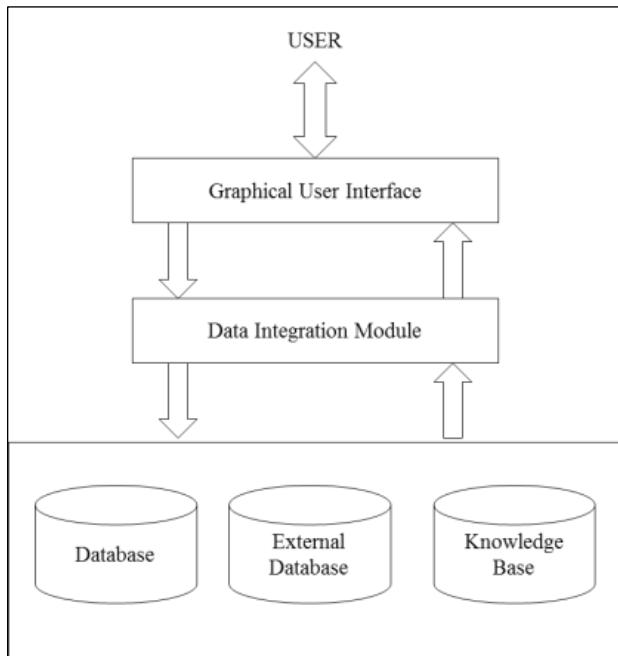 USER
Graphical User Interface
Data Integration Module
Database
External
Database
Knowledge
Base